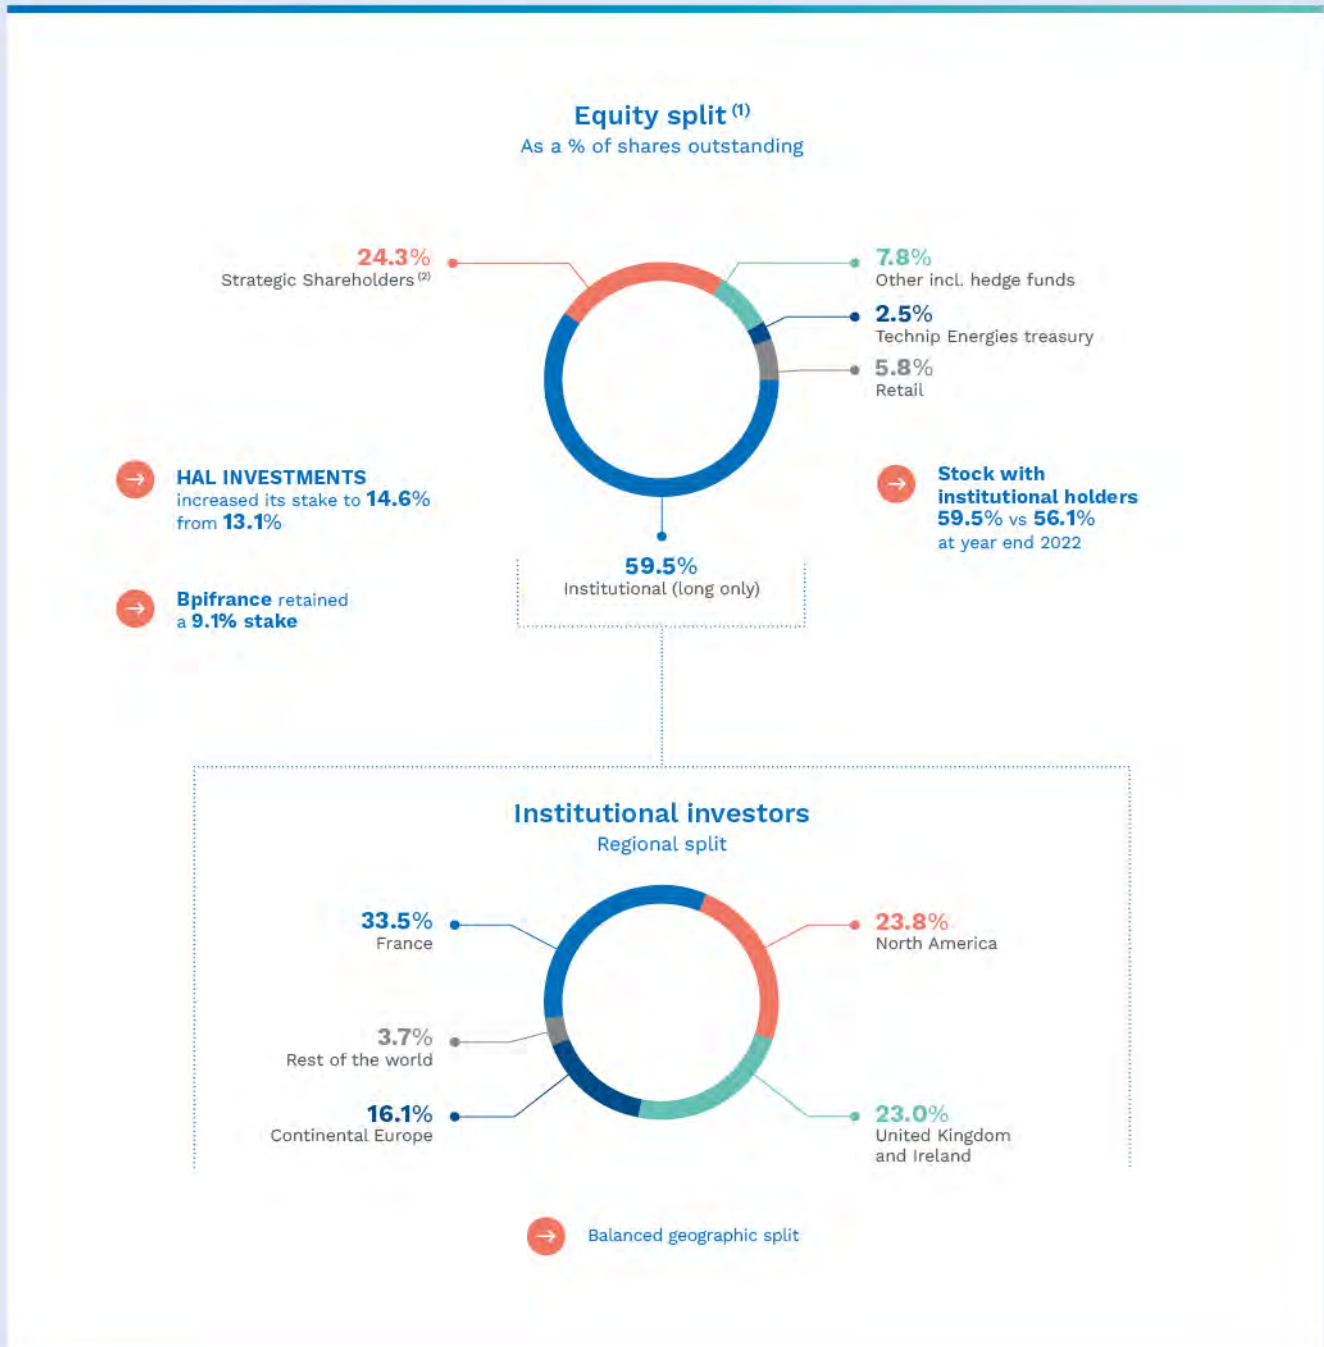 Equity split (1)
As a % of shares outstanding
24.3%
Strategic Shareholders (2)
7.8%
Other incl. hedge funds
2.5%
Technip Energies treasury
5.8%
Retail
HAL INVESTMENTS
increased its stake to 14.6%
from 13.1%
Bpifrance retained
a 9.1% stake
Stock with
institutional holders
59.5% vs 56.1%
at year end 2022
59.5%
Institutional (long only)
Institutional investors
Regional split
33.5%
France
3.7%
Rest of the world
16.1%
Continental Europe
23.8%
North America
23.0%
United Kingdom
and Ireland
Balanced geographic split